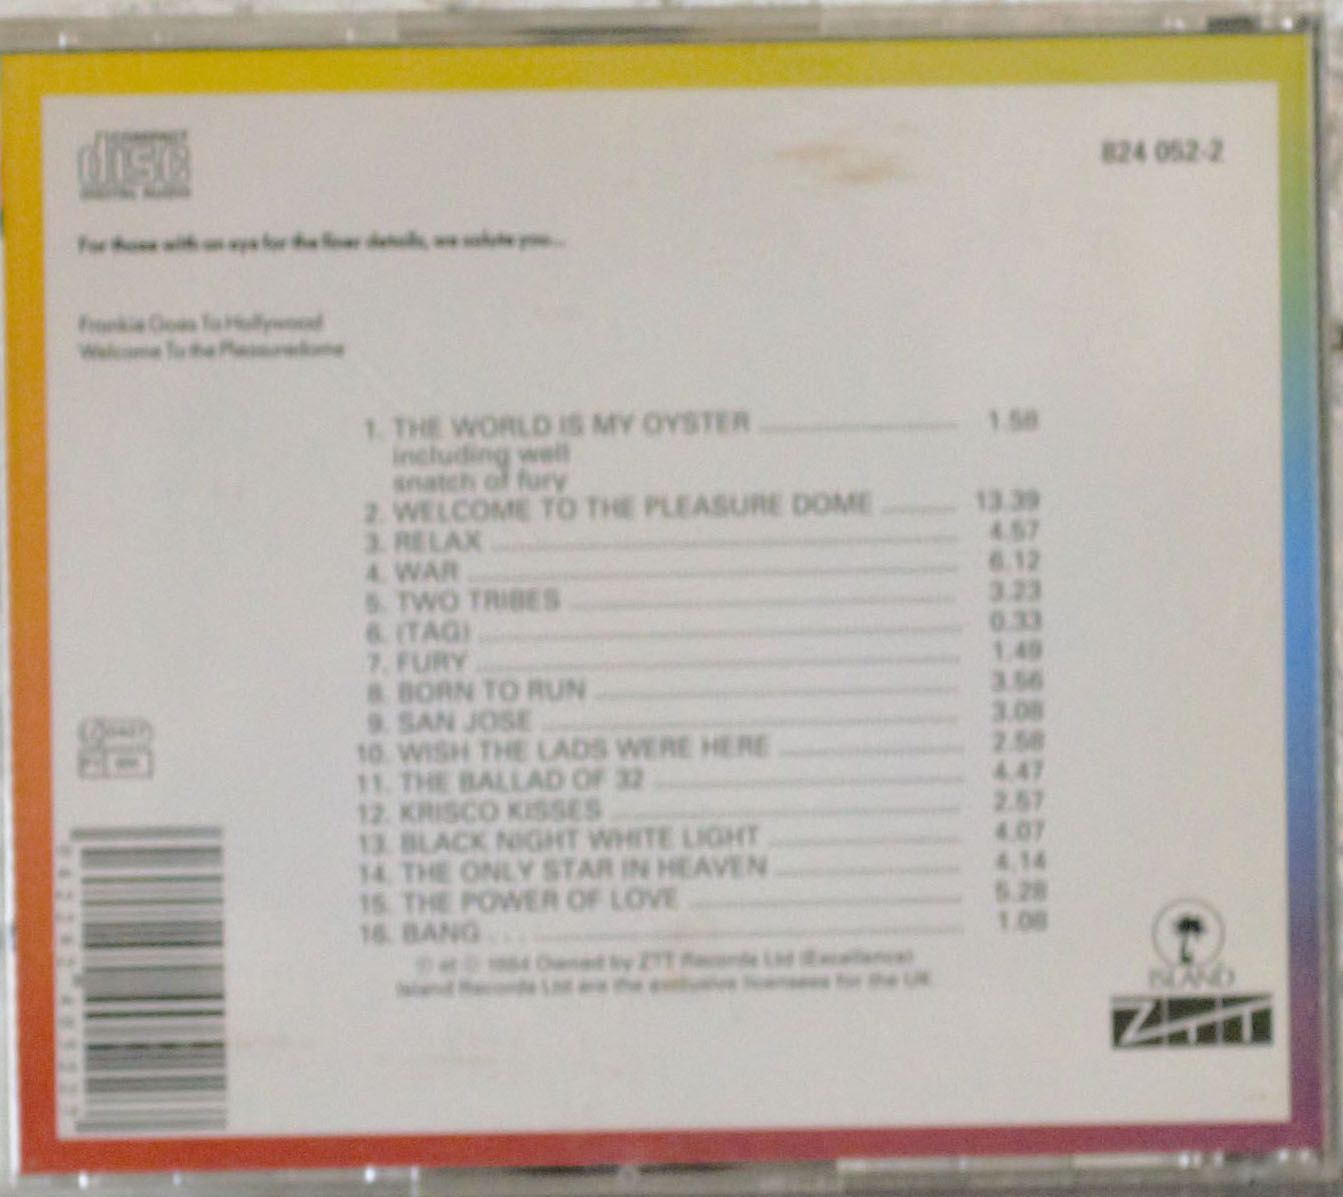 COMPACT
disc
DIGITAL AUDIO
824 052-2
For those with an eye for the finer details, we salute you...
Frankie Goes To Hollywood
Welcome To the Pleasuredome
1. THE WORLD IS MY OYSTER 1.58
including well
snatch of fury
2. WELCOME TO THE PLEASURE DOME 13.39
3. RELAX 4.57
4. WAR 6.12
5. TWO TRIBES 3.23
6. (TAG) 0.33
7. FURY 1.49
8. BORN TO RUN 3.56
9. SAN JOSE 3.08
10. WISH THE LADS WERE HERE 2.58
11. THE BALLAD OF 32 4.47
12. KRISCO KISSES 2.57
13. BLACK NIGHT WHITE LIGHT 4.07
14. THE ONLY STAR IN HEAVEN 4.14
15. THE POWER OF LOVE 5.28
16. BANG... 1.08
Ⓟ et © 1984 Owned by ZTT Records Ltd (Excellence)
Island Records Ltd are the exclusive licensees for the UK
ISLAND
ZTT